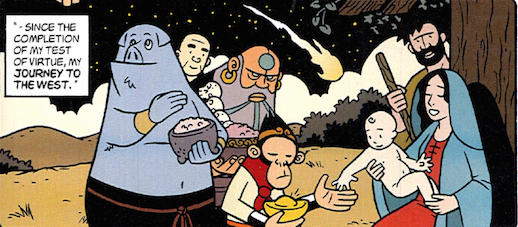 "- SINCE THE
COMPLETION
OF MY TEST
OF VIRTUE, MY
JOURNEY TO
THE WEST."